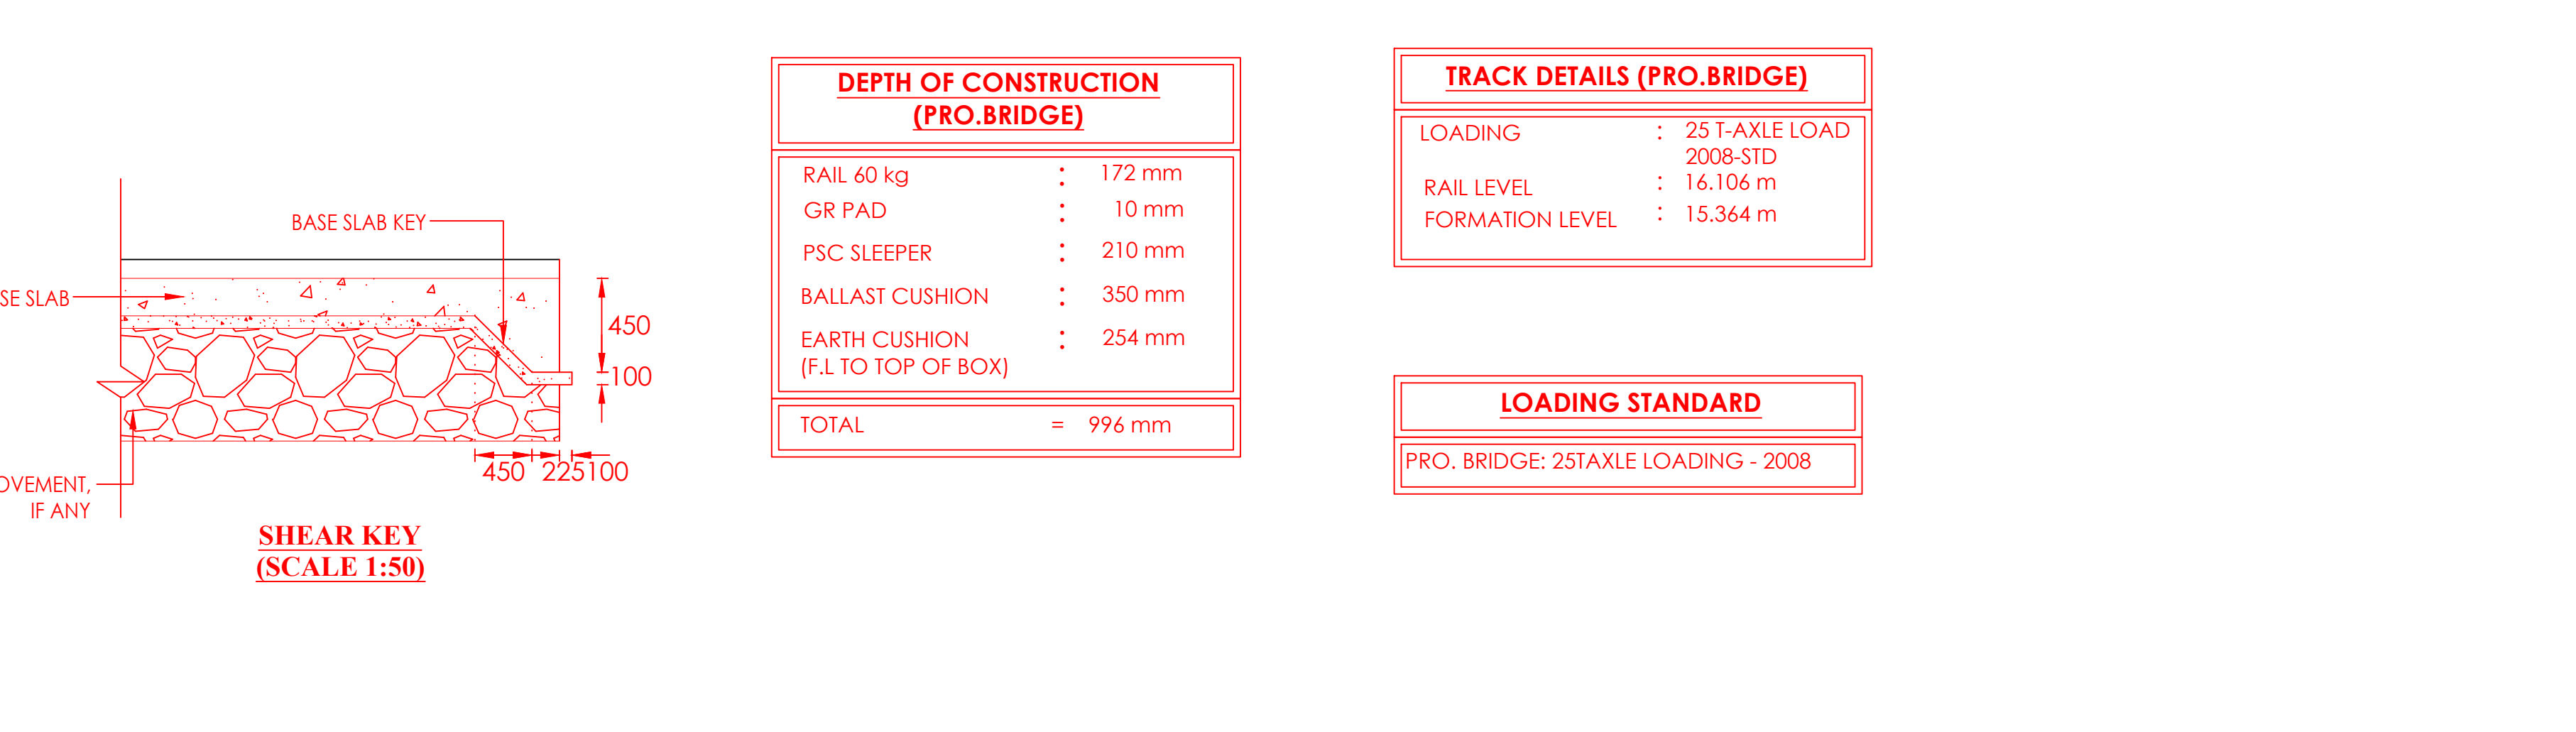 BASE SLAB KEY
SE SLAB
450
100
450 225 100
OVEMENT,
IF ANY
SHEAR KEY
(SCALE 1:50)
DEPTH OF CONSTRUCTION
(PRO.BRIDGE)
RAIL 60 kg : 172 mm
GR PAD : 10 mm
PSC SLEEPER : 210 mm
BALLAST CUSHION : 350 mm
EARTH CUSHION : 254 mm
(F.L TO TOP OF BOX)
TOTAL = 996 mm
TRACK DETAILS (PRO.BRIDGE)
LOADING : 25 T-AXLE LOAD
2008-STD
RAIL LEVEL : 16.106 m
FORMATION LEVEL : 15.364 m
LOADING STANDARD
PRO. BRIDGE: 25TAXLE LOADING - 2008